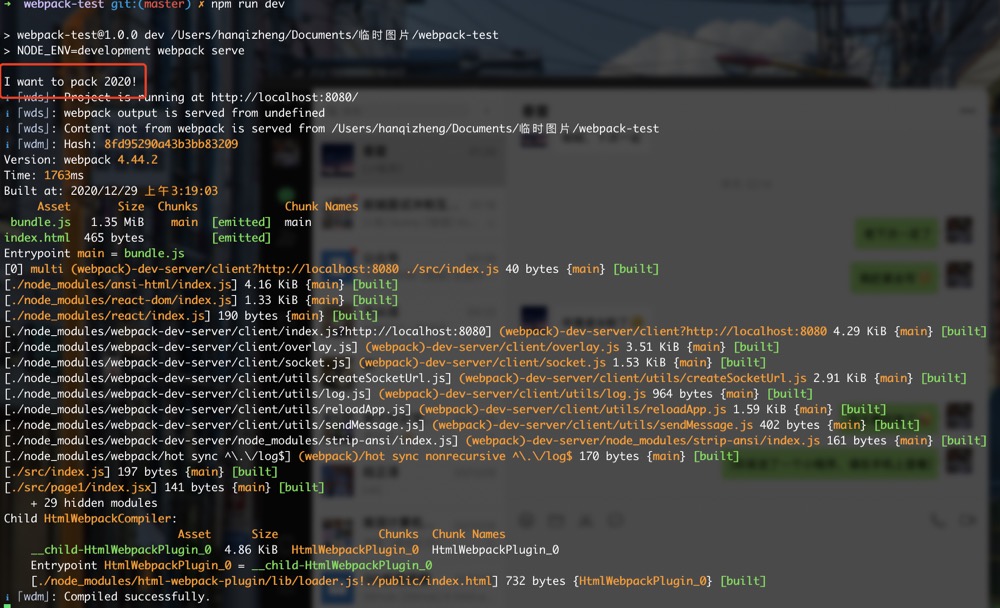 → webpack-test git:(master) ✗ npm run dev
> webpack-test@1.0.0 dev /Users/hanqizheng/Documents/临时图片/webpack-test
> NODE_ENV=development webpack serve
I want to pack 2020!
ℹ ｢wds｣: Project is running at http://localhost:8080/
ℹ ｢wds｣: webpack output is served from undefined
ℹ ｢wds｣: Content not from webpack is served from /Users/hanqizheng/Documents/临时图片/webpack-test
ℹ ｢wdm｣: Hash: 8fd95290a43b3bb83209
Version: webpack 4.44.2
Time: 1763ms
Built at: 2020/12/29 上午3:19:03
Asset Size Chunks Chunk Names
bundle.js 1.35 MiB main [emitted] main
index.html 465 bytes [emitted]
Entrypoint main = bundle.js
[0] multi (webpack)-dev-server/client?http://localhost:8080 ./src/index.js 40 bytes {main} [built]
[./node_modules/ansi-html/index.js] 4.16 KiB {main} [built]
[./node_modules/react-dom/index.js] 1.33 KiB {main} [built]
[./node_modules/react/index.js] 190 bytes {main} [built]
[./node_modules/webpack-dev-server/client/index.js?http://localhost:8080] (webpack)-dev-server/client?http://localhost:8080 4.29 KiB {main} [built]
[./node_modules/webpack-dev-server/client/overlay.js] (webpack)-dev-server/client/overlay.js 3.51 KiB {main} [built]
[./node_modules/webpack-dev-server/client/socket.js] (webpack)-dev-server/client/socket.js 1.53 KiB {main} [built]
[./node_modules/webpack-dev-server/client/utils/createSocketUrl.js] (webpack)-dev-server/client/utils/createSocketUrl.js 2.91 KiB {main} [built]
[./node_modules/webpack-dev-server/client/utils/log.js] (webpack)-dev-server/client/utils/log.js 964 bytes {main} [built]
[./node_modules/webpack-dev-server/client/utils/reloadApp.js] (webpack)-dev-server/client/utils/reloadApp.js 1.59 KiB {main} [built]
[./node_modules/webpack-dev-server/client/utils/sendMessage.js] (webpack)-dev-server/client/utils/sendMessage.js 402 bytes {main} [built]
[./node_modules/webpack-dev-server/node_modules/strip-ansi/index.js] (webpack)-dev-server/node_modules/strip-ansi/index.js 161 bytes {main} [built]
[./node_modules/webpack/hot sync ^\.\/log$] (webpack)/hot sync nonrecursive ^\.\/log$ 170 bytes {main} [built]
[./src/index.js] 197 bytes {main} [built]
[./src/page1/index.jsx] 141 bytes {main} [built]
+ 29 hidden modules
Child HtmlWebpackCompiler:
Asset Size Chunks Chunk Names
__child-HtmlWebpackPlugin_0 4.86 KiB HtmlWebpackPlugin_0 HtmlWebpackPlugin_0
Entrypoint HtmlWebpackPlugin_0 = __child-HtmlWebpackPlugin_0
[./node_modules/html-webpack-plugin/lib/loader.js!./public/index.html] 732 bytes {HtmlWebpackPlugin_0} [built]
ℹ ｢wdm｣: Compiled successfully.